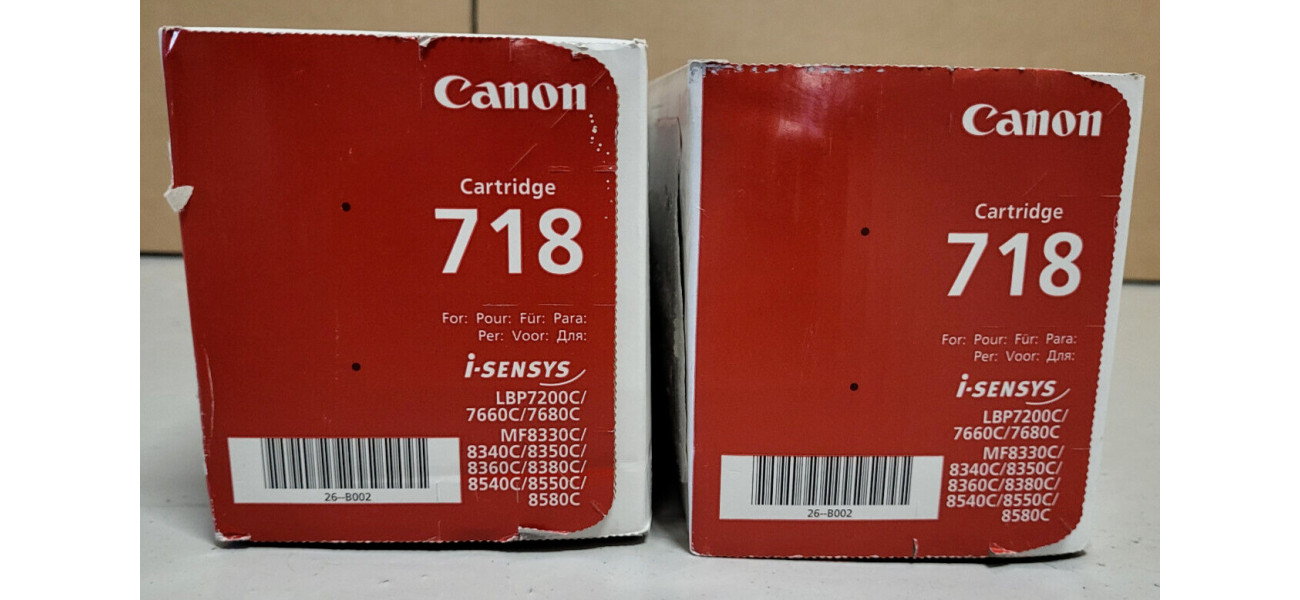 Canon
Cartridge
718
For: Pour: Für: Para:
Per: Voor: Для:
i-SENSYS
LBP7200C/
7660C/7680C
MF8330C/
8340C/8350C/
8360C/8380C/
8540C/8550C/
8580C
26--B002
Canon
Cartridge
718
For: Pour: Für: Para:
Per: Voor: Для:
i-SENSYS
LBP7200C/
7660C/7680C
MF8330C/
8340C/8350C/
8360C/8380C/
8540C/8550C/
8580C
26--B002